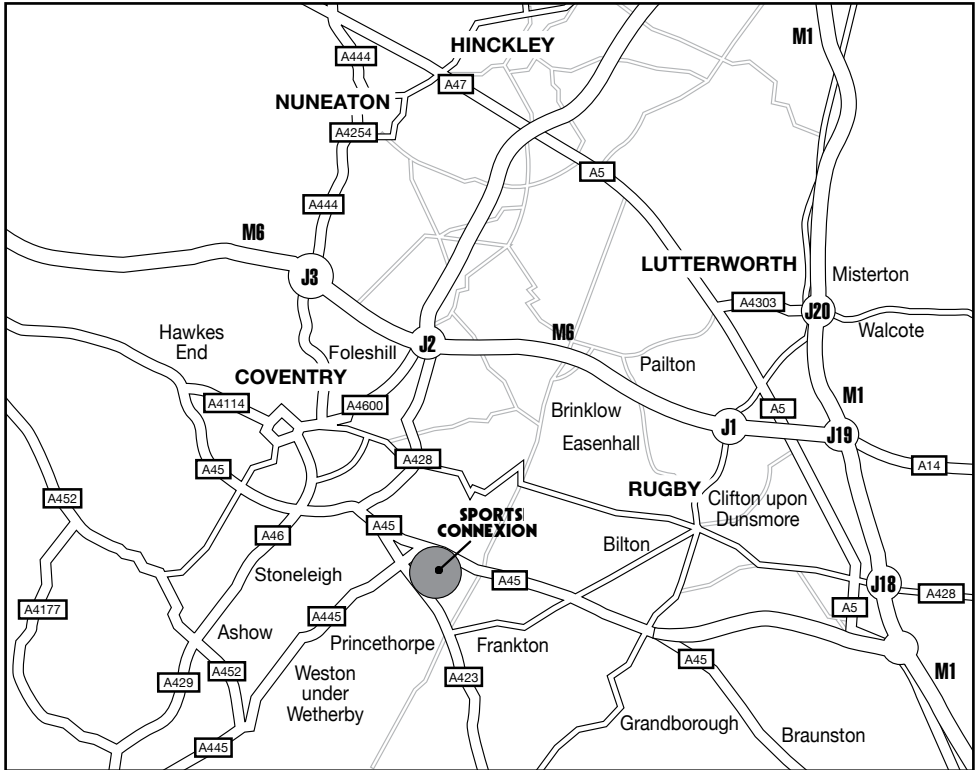 M1
HINCKLEY
A444
A47
NUNEATON
A4254
A5
A444
M6
LUTTERWORTH
J3
Misterton
A4303
J20
Walcote
Hawkes
End
Foleshill
J2
M6
Pailton
COVENTRY
M1
A4114
A4600
Brinklow
A5
J1
J19
Easenhall
A428
A45
A14
RUGBY
A452
Clifton upon
Dunsmore
SPORTS
CONNEXION
A45
A46
Bilton
Stoneleigh
A45
J18
A428
A4177
A445
A5
Ashow
Princethorpe
Frankton
A45
A452
Weston
under
Wetherby
A423
A429
M1
Grandborough
Braunston
A445